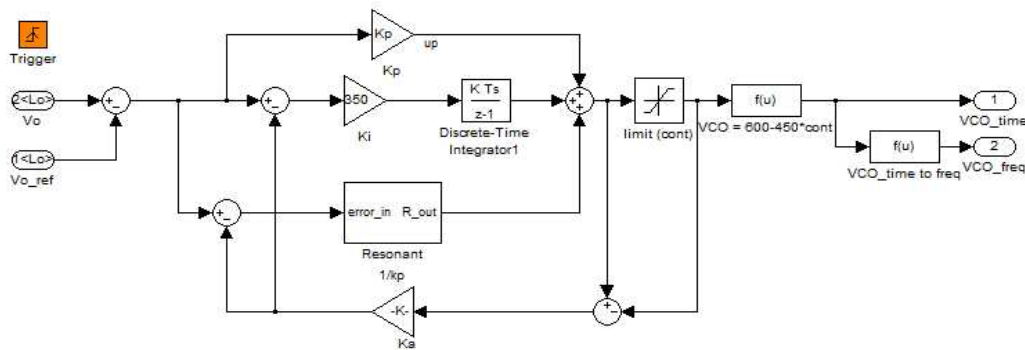 Trigger
2<Lo>
Vo
1<Lo>
Vo_ref
+
−
+
−
Kp
up
Kp
350
Ki
K Ts
z-1
Discrete-Time
Integrator1
+
+
+
limit (cont)
f(u)
VCO = 600-450*cont
1
VCO_time
f(u)
VCO_time to freq
2
VCO_freq
+
−
error_in R_out
Resonant
1/kp
-K-
Ka
+
−